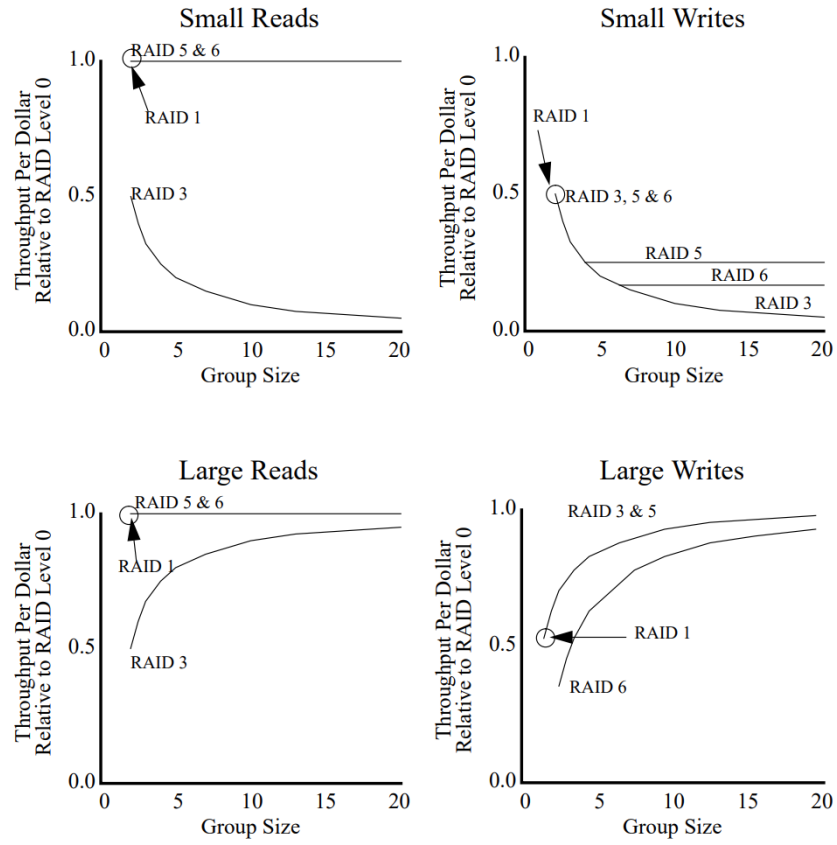 Small Reads
Throughput Per Dollar
Relative to RAID Level 0
1.0
0.5
0.0
RAID 5 & 6
RAID 1
RAID 3
0
5
10
15
20
Group Size
Small Writes
Throughput Per Dollar
Relative to RAID Level 0
1.0
0.5
0.0
RAID 1
RAID 3, 5 & 6
RAID 5
RAID 6
RAID 3
0
5
10
15
20
Group Size
Large Reads
Throughput Per Dollar
Relative to RAID Level 0
1.0
0.5
0.0
RAID 5 & 6
RAID 1
RAID 3
0
5
10
15
20
Group Size
Large Writes
Throughput Per Dollar
Relative to RAID Level 0
1.0
0.5
0.0
RAID 3 & 5
RAID 1
RAID 6
0
5
10
15
20
Group Size